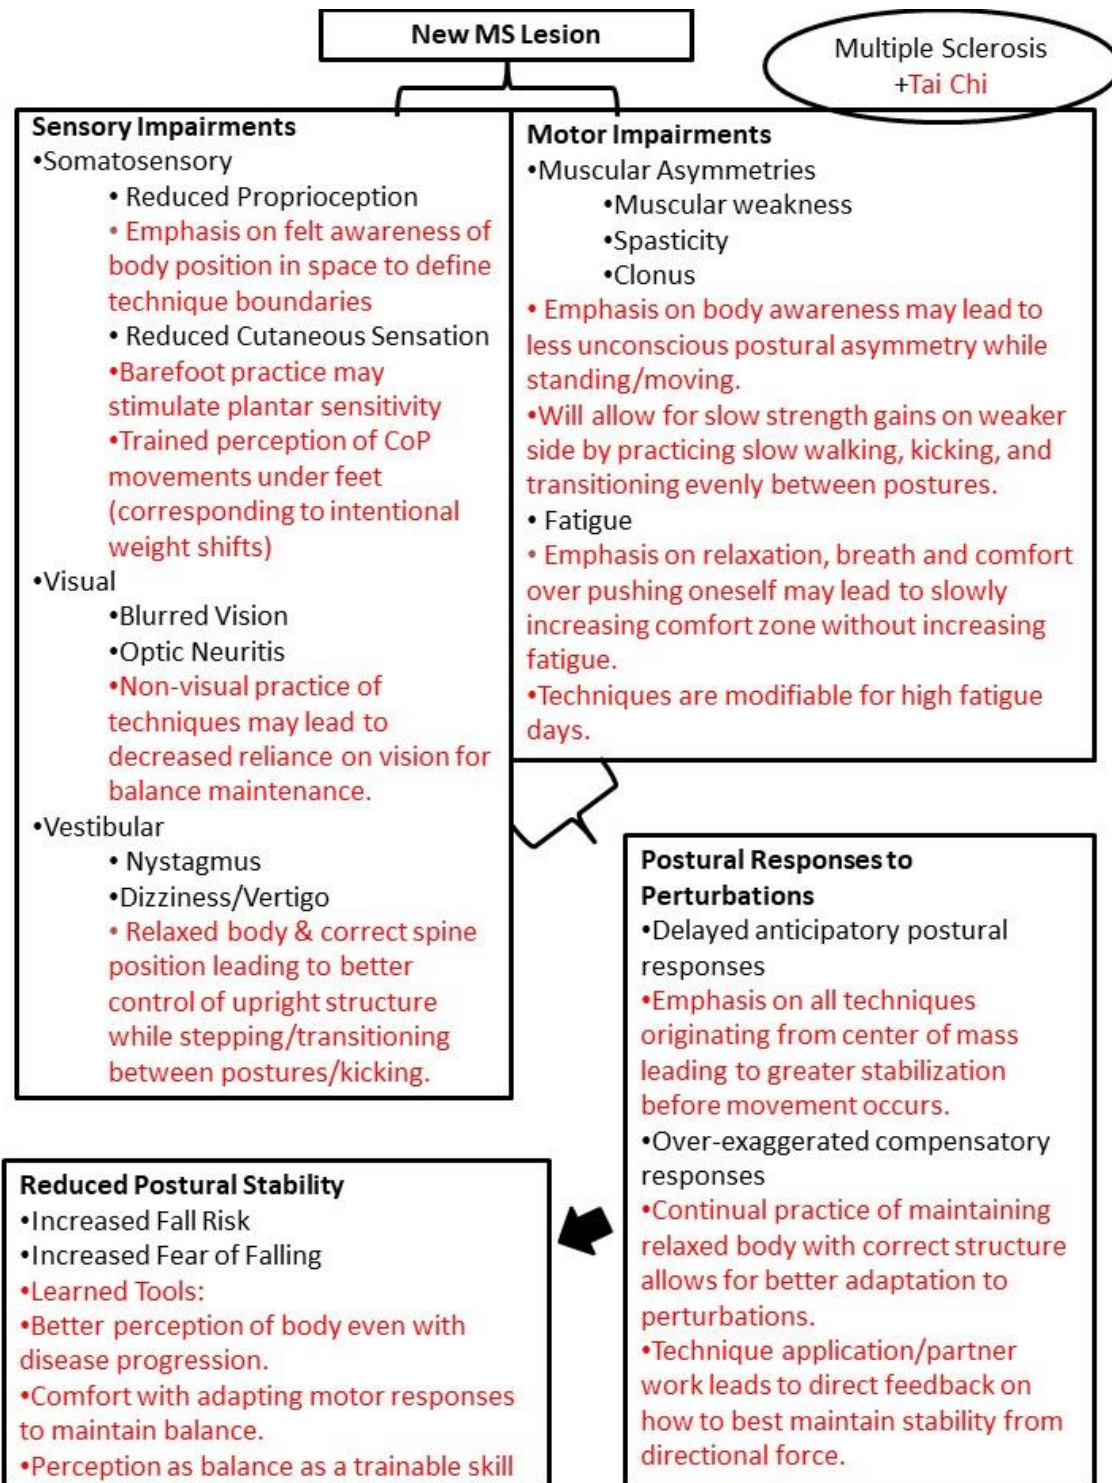 New MS Lesion
Multiple Sclerosis
+Tai Chi
Sensory Impairments
•Somatosensory
• Reduced Proprioception
• Emphasis on felt awareness of
body position in space to define
technique boundaries
• Reduced Cutaneous Sensation
•Barefoot practice may
stimulate plantar sensitivity
•Trained perception of CoP
movements under feet
(corresponding to intentional
weight shifts)
•Visual
•Blurred Vision
•Optic Neuritis
•Non-visual practice of
techniques may lead to
decreased reliance on vision for
balance maintenance.
•Vestibular
• Nystagmus
•Dizziness/Vertigo
• Relaxed body & correct spine
position leading to better
control of upright structure
while stepping/transitioning
between postures/kicking.
Motor Impairments
•Muscular Asymmetries
•Muscular weakness
•Spasticity
•Clonus
• Emphasis on body awareness may lead to
less unconscious postural asymmetry while
standing/moving.
•Will allow for slow strength gains on weaker
side by practicing slow walking, kicking, and
transitioning evenly between postures.
• Fatigue
• Emphasis on relaxation, breath and comfort
over pushing oneself may lead to slowly
increasing comfort zone without increasing
fatigue.
•Techniques are modifiable for high fatigue
days.
Postural Responses to
Perturbations
•Delayed anticipatory postural
responses
•Emphasis on all techniques
originating from center of mass
leading to greater stabilization
before movement occurs.
•Over-exaggerated compensatory
responses
•Continual practice of maintaining
relaxed body with correct structure
allows for better adaptation to
perturbations.
•Technique application/partner
work leads to direct feedback on
how to best maintain stability from
directional force.
Reduced Postural Stability
•Increased Fall Risk
•Increased Fear of Falling
•Learned Tools:
•Better perception of body even with
disease progression.
•Comfort with adapting motor responses
to maintain balance.
•Perception as balance as a trainable skill